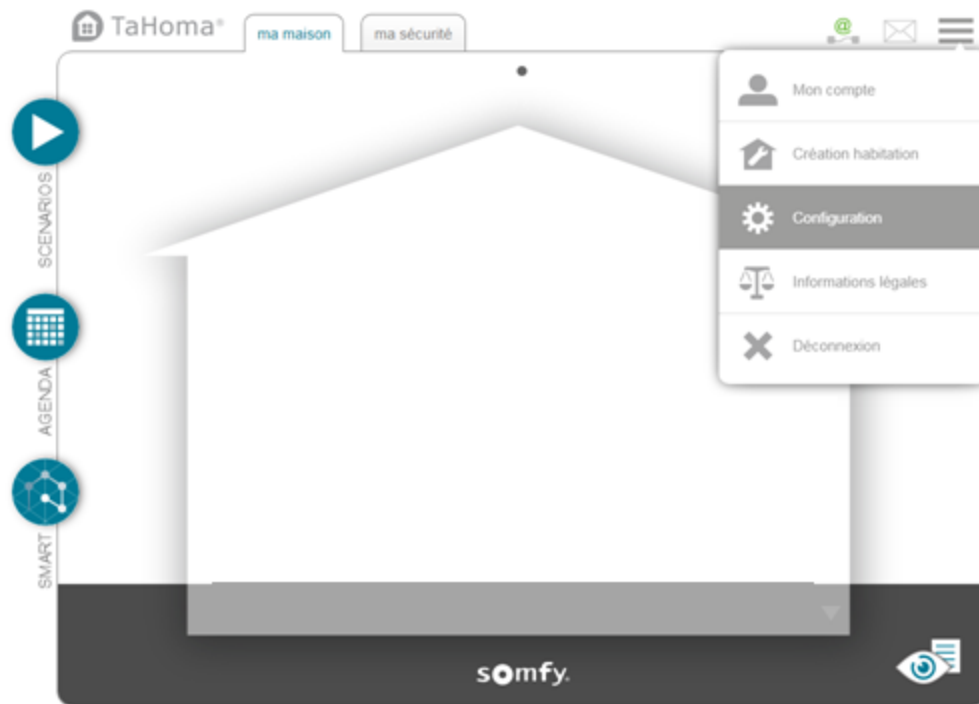 TaHoma®
ma maison
ma sécurité
@
Mon compte
Création habitation
Configuration
Informations légales
Déconnexion
SCENARIOS
AGENDA
SMART
somfy.